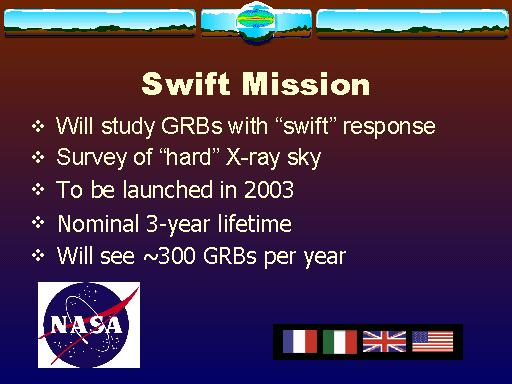 Swift Mission
Will study GRBs with “swift” response
Survey of “hard” X-ray sky
To be launched in 2003
Nominal 3-year lifetime
Will see ~300 GRBs per year
NASA